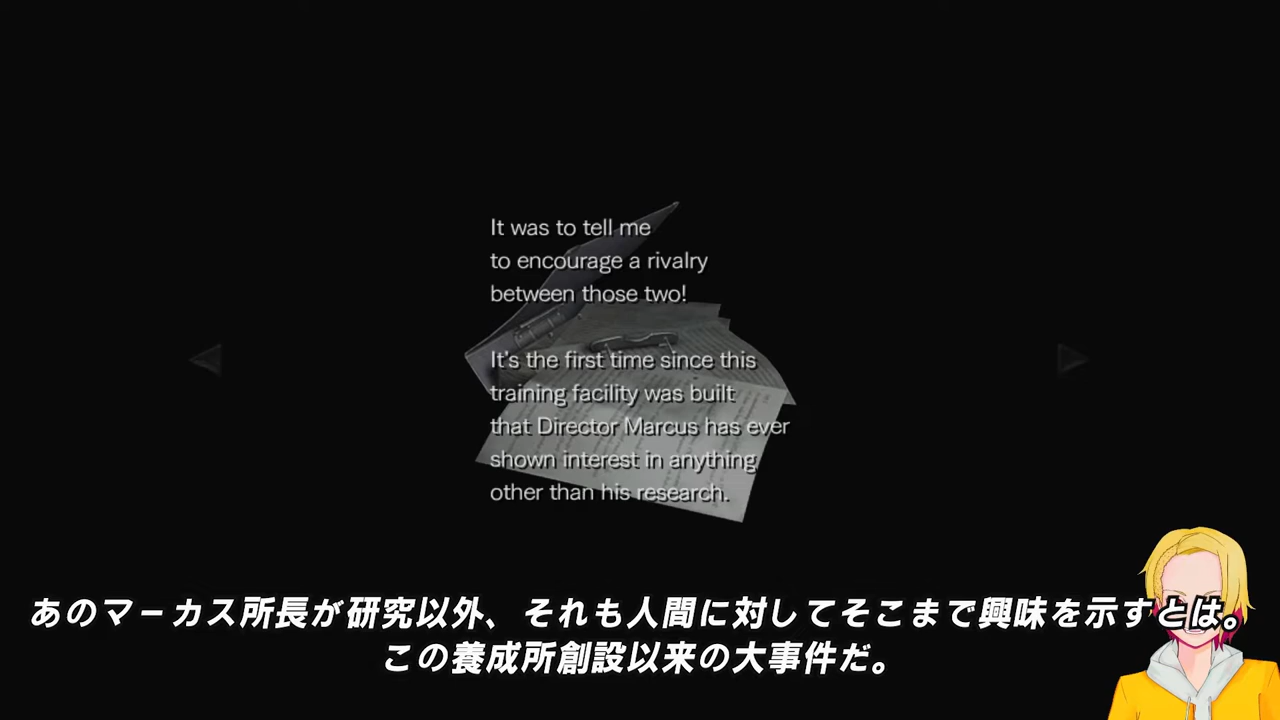 It was to tell me
to encourage a rivalry
between those two!
It's the first time since this
training facility was built
that Director Marcus has ever
shown interest in anything
other than his research.
あのマーカス所長が研究以外、それも人間に対してそこまで興味を示すとは。
この養成所創設以来の大事件だ。